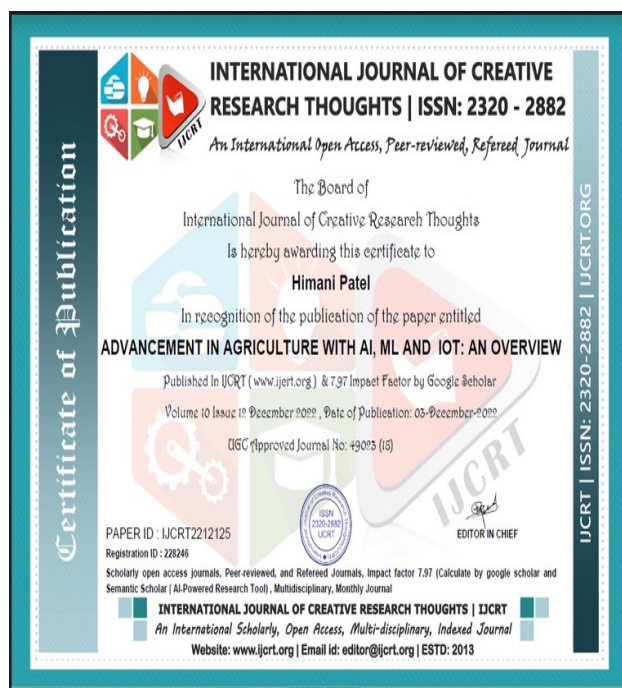 Certificate of Publication
IJCRT
INTERNATIONAL JOURNAL OF CREATIVE
RESEARCH THOUGHTS | ISSN: 2320 - 2882
An International Open Access, Peer-reviewed, Refereed Journal
The Board of
International Journal of Creative Research Thoughts
Is hereby awarding this certificate to
Himani Patel
In recognition of the publication of the paper entitled
ADVANCEMENT IN AGRICULTURE WITH AI, ML AND IOT: AN OVERVIEW
Published In IJCRT ( www.ijcrt.org ) & 7.97 Impact Factor by Google Scholar
Volume 10 Issue 12 December 2022 , Date of Publication: 03-December-2022
UGC Approved Journal No: 49023 (18)
IJCRT
ISSN
2320-2882
IJCRT
PAPER ID : IJCRT2212125
Registration ID : 228246
EDITOR IN CHIEF
Scholarly open access journals, Peer-reviewed, and Refereed Journals, Impact factor 7.97 (Calculate by google scholar and
Semantic Scholar | AI-Powered Research Tool) , Multidisciplinary, Monthly Journal
INTERNATIONAL JOURNAL OF CREATIVE RESEARCH THOUGHTS | IJCRT
An International Scholarly, Open Access, Multi-disciplinary, Indexed Journal
Website: www.ijcrt.org | Email id: editor@ijcrt.org | ESTD: 2013
IJCRT | ISSN: 2320-2882 | IJCRT.ORG